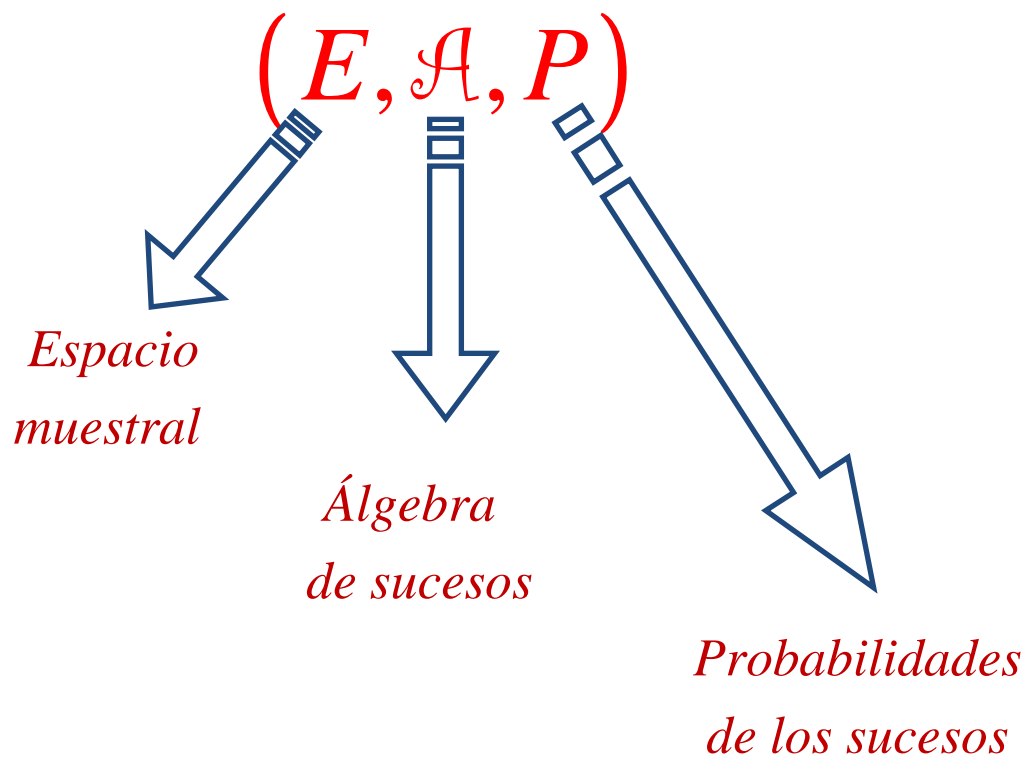 (E, 𝒜, P)
Espacio
muestral
Álgebra
de sucesos
Probabilidades
de los sucesos